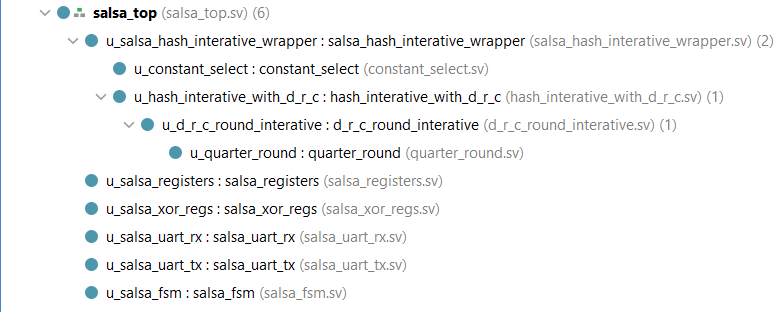 salsa_top (salsa_top.sv) (6)
u_salsa_hash_interative_wrapper : salsa_hash_interative_wrapper (salsa_hash_interative_wrapper.sv) (2)
u_constant_select : constant_select (constant_select.sv)
u_hash_interative_with_d_r_c : hash_interative_with_d_r_c (hash_interative_with_d_r_c.sv) (1)
u_d_r_c_round_interative : d_r_c_round_interative (d_r_c_round_interative.sv) (1)
u_quarter_round : quarter_round (quarter_round.sv)
u_salsa_registers : salsa_registers (salsa_registers.sv)
u_salsa_xor_regs : salsa_xor_regs (salsa_xor_regs.sv)
u_salsa_uart_rx : salsa_uart_rx (salsa_uart_rx.sv)
u_salsa_uart_tx : salsa_uart_tx (salsa_uart_tx.sv)
u_salsa_fsm : salsa_fsm (salsa_fsm.sv)